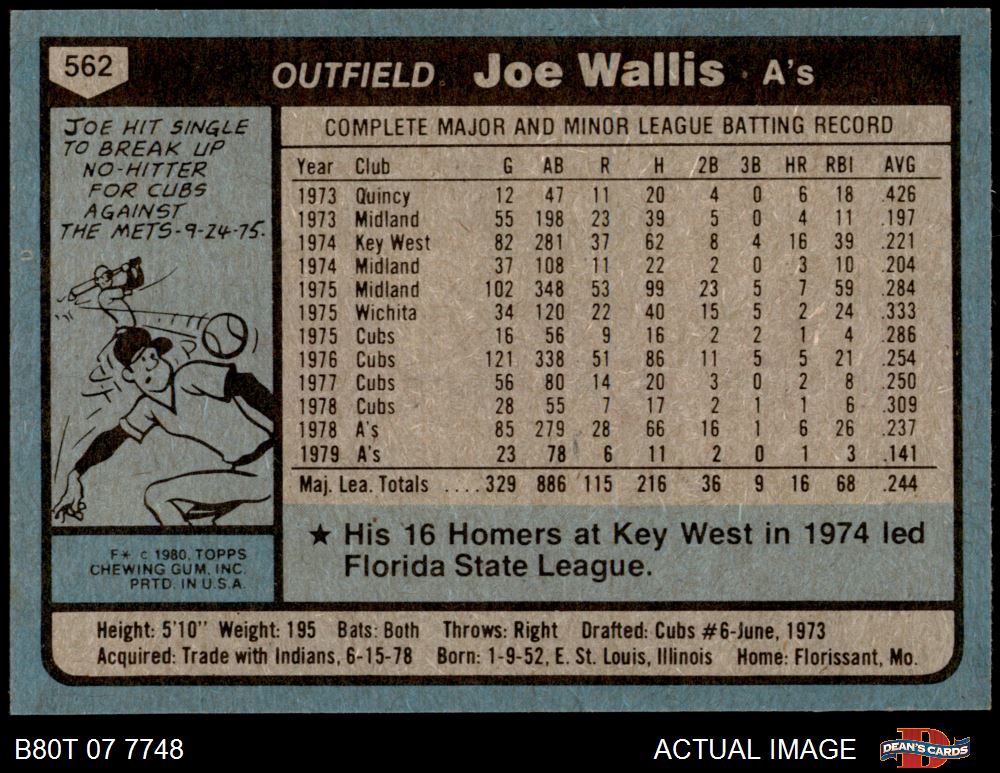 562
OUTFIELD Joe Wallis · A's
JOE HIT SINGLE
TO BREAK UP
NO-HITTER
FOR CUBS
AGAINST
THE METS-9-24-75.
COMPLETE MAJOR AND MINOR LEAGUE BATTING RECORD
Year Club G AB R H 2B 3B HR RBI AVG
1973 Quincy 12 47 11 20 4 0 6 18 .426
1973 Midland 55 198 23 39 5 0 4 11 .197
1974 Key West 82 281 37 62 8 4 16 39 .221
1974 Midland 37 108 11 22 2 0 3 10 .204
1975 Midland 102 348 53 99 23 5 7 59 .284
1975 Wichita 34 120 22 40 15 5 2 24 .333
1975 Cubs 16 56 9 16 2 2 1 4 .286
1976 Cubs 121 338 51 86 11 5 5 21 .254
1977 Cubs 56 80 14 20 3 0 2 8 .250
1978 Cubs 28 55 7 17 2 1 1 6 .309
1978 A's 85 279 28 66 16 1 6 26 .237
1979 A's 23 78 6 11 2 0 1 3 .141
Maj. Lea. Totals ....329 886 115 216 36 9 16 68 .244
★ His 16 Homers at Key West in 1974 led
Florida State League.
F* © 1980. TOPPS
CHEWING GUM, INC.
PRTD. IN U.S.A.
Height: 5'10" Weight: 195 Bats: Both Throws: Right Drafted: Cubs #6-June, 1973
Acquired: Trade with Indians, 6-15-78 Born: 1-9-52, E. St. Louis, Illinois Home: Florissant, Mo.
B80T 07 7748
ACTUAL IMAGE
DEAN'S CARDS